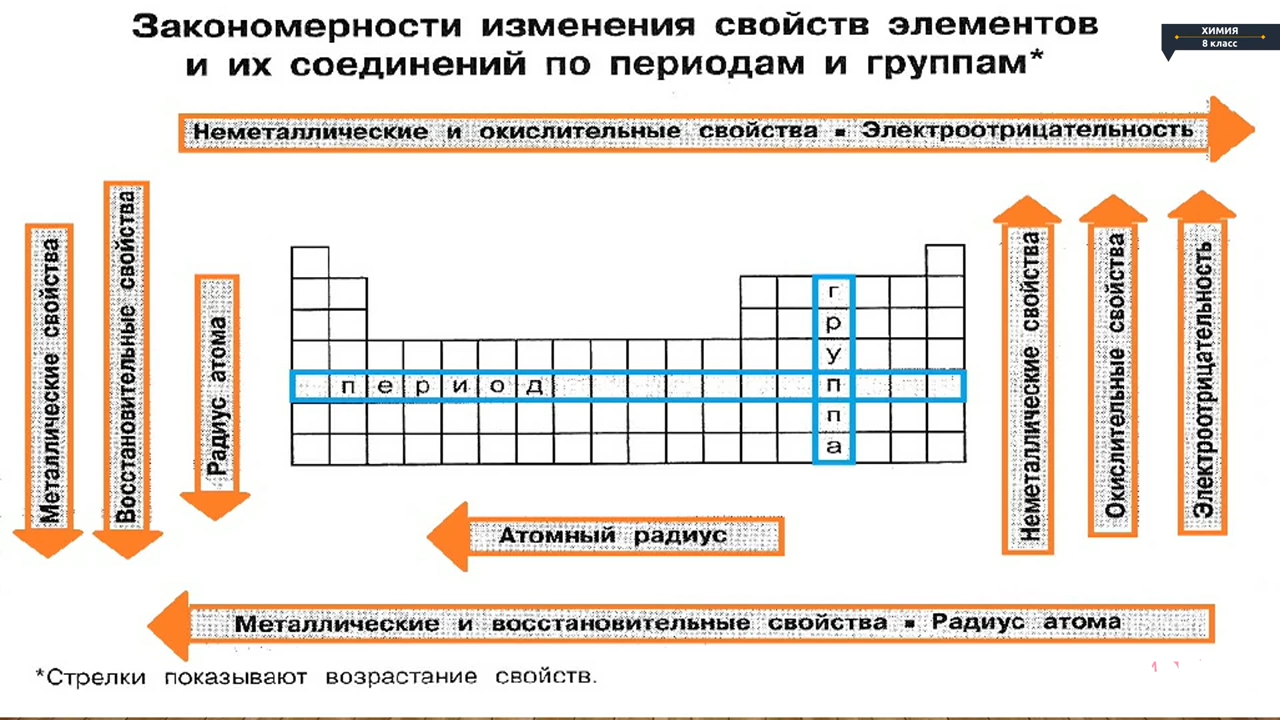 Закономерности изменения свойств элементов
и их соединений по периодам и группам*
ХИМИЯ
8 класс
Неметаллические и окислительные свойства ▪ Электроотрицательность
Металлические свойства
Восстановительные свойства
Радиус атома
период
группа
Неметаллические свойства
Окислительные свойства
Электроотрицательность
Атомный радиус
Металлические и восстановительные свойства ▪ Радиус атома
*Стрелки показывают возрастание свойств.